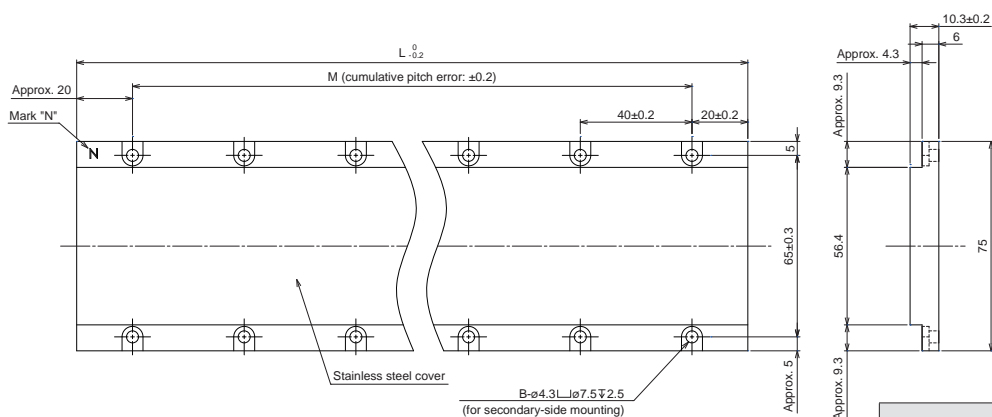 10.3±0.2
L 0 -0.2
6
Approx. 4.3
M (cumulative pitch error: ±0.2)
Approx. 20
Mark "N"
40±0.2
20±0.2
N
5
Approx. 9.3
65±0.3
56.4
75
Stainless steel cover
B-ø4.3⌴ø7.5↧2.5
(for secondary-side mounting)
Approx. 5
Approx. 9.3